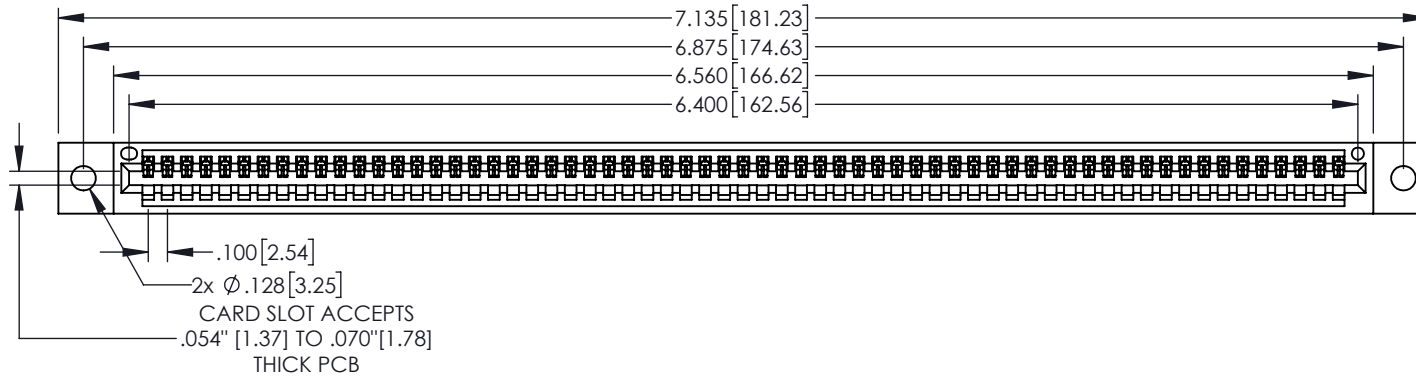 7.135[181.23]
6.875[174.63]
6.560[166.62]
6.400[162.56]
.100[2.54]
2x Ø.128[3.25]
CARD SLOT ACCEPTS
.054" [1.37] TO .070"[1.78]
THICK PCB